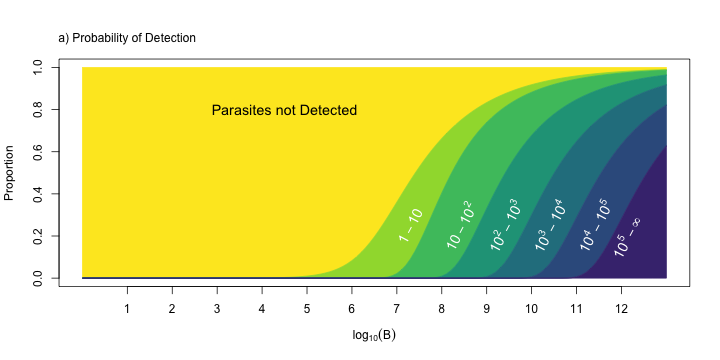 a) Probability of Detection
Proportion
1.0
0.8
0.6
0.4
0.2
0.0
Parasites not Detected
1 – 10
10 – 10²
10² – 10³
10³ – 10⁴
10⁴ – 10⁵
10⁵ – ∞
1 2 3 4 5 6 7 8 9 10 11 12
log₁₀(B)